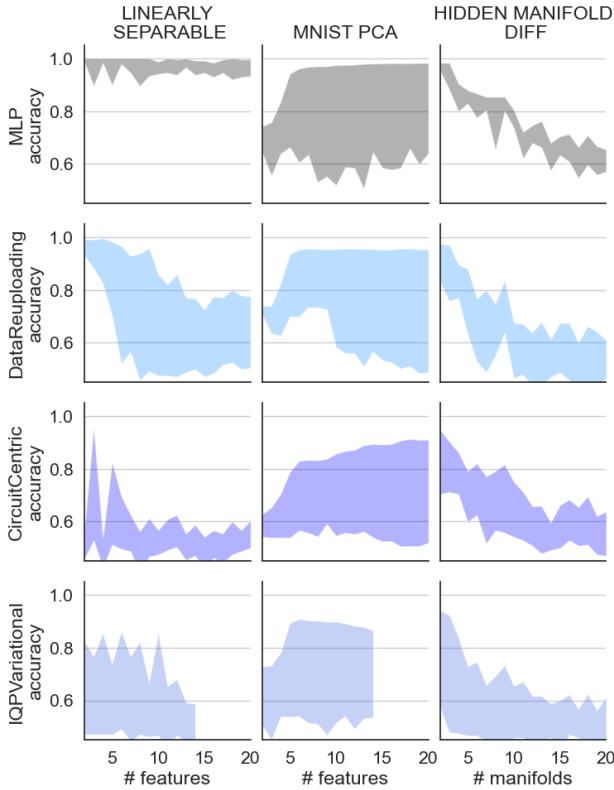 LINEARLY
SEPARABLE
MNIST PCA
HIDDEN MANIFOLD
DIFF
MLP
accuracy
1.0
0.8
0.6
DataReuploading
accuracy
1.0
0.8
0.6
CircuitCentric
accuracy
1.0
0.8
0.6
IQPVariational
accuracy
1.0
0.8
0.6
5 10 15 20 5 10 15 20 5 10 15 20
# features # features # manifolds